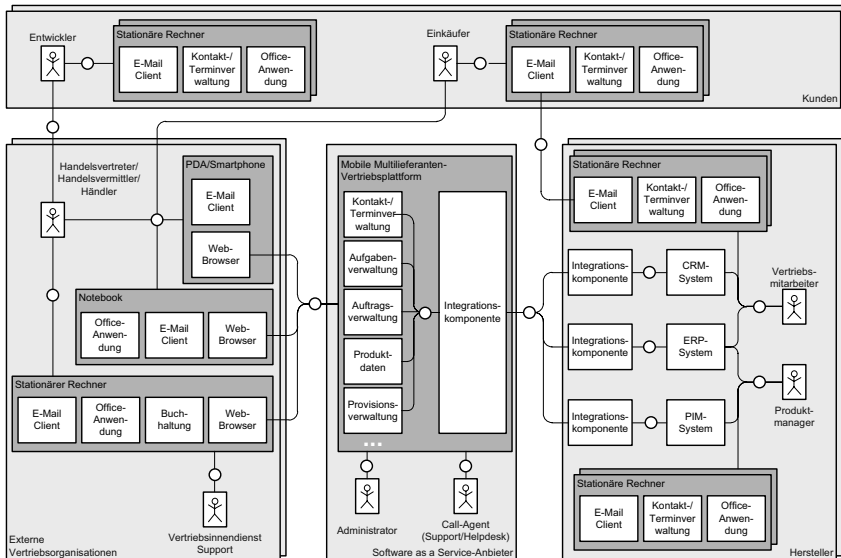 Entwickler
Stationäre Rechner
E-Mail
Client
Kontakt-/
Terminver
waltung
Office-
Anwen-
dung
Einkäufer
Stationäre Rechner
E-Mail
Client
Kontakt-/
Terminver
waltung
Office-
Anwen-
dung
Kunden
Handelsvertreter/
Handelsvermittler/
Händler
PDA/Smartphone
E-Mail
Client
Web-
Browser
Notebook
Office-
Anwen-
dung
E-Mail
Client
Web-
Browser
Stationärer Rechner
E-Mail
Client
Office-
Anwen-
dung
Buch-
haltung
Web-
Browser
Vertriebsinnendienst
Support
Externe
Vertriebsorganisationen
Mobile Multilieferanten-
Vertriebsplattform
Kontakt-/
Terminver
waltung
Aufgaben-
verwaltung
Auftrags-
verwaltung
Produkt-
daten
Provisions-
verwaltung
...
Integrations-
komponente
Administrator
Call-Agent
(Support/Helpdesk)
Software as a Service-Anbieter
Stationäre Rechner
E-Mail
Client
Kontakt-/
Terminver
waltung
Office-
Anwen-
dung
Integrations-
komponente
CRM-
System
Integrations-
komponente
ERP-
System
Integrations-
komponente
PIM-
System
Vertriebs-
mitarbeiter
Produkt-
manager
Stationäre Rechner
E-Mail
Client
Kontakt-/
Terminver
waltung
Office-
Anwen-
dung
Hersteller